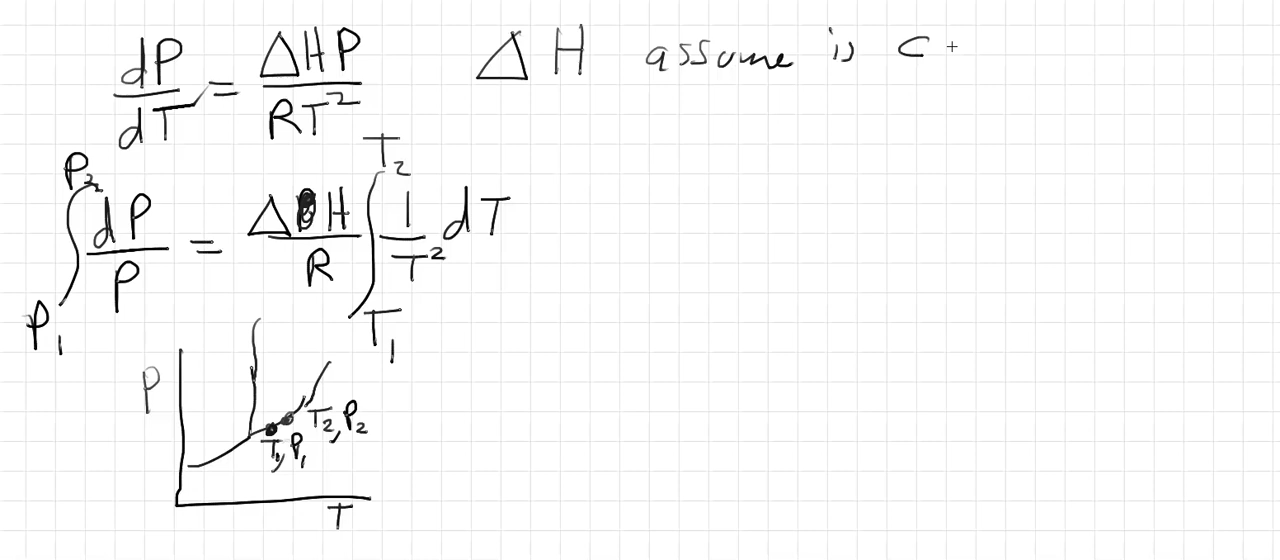 dP/dT = ΔHP/RT² ΔH assume is c
∫_{P₁}^{P₂} dP/P = ΔH/R ∫_{T₁}^{T₂} 1/T² dT
P
T₂, P₂
T₁, P₁
T